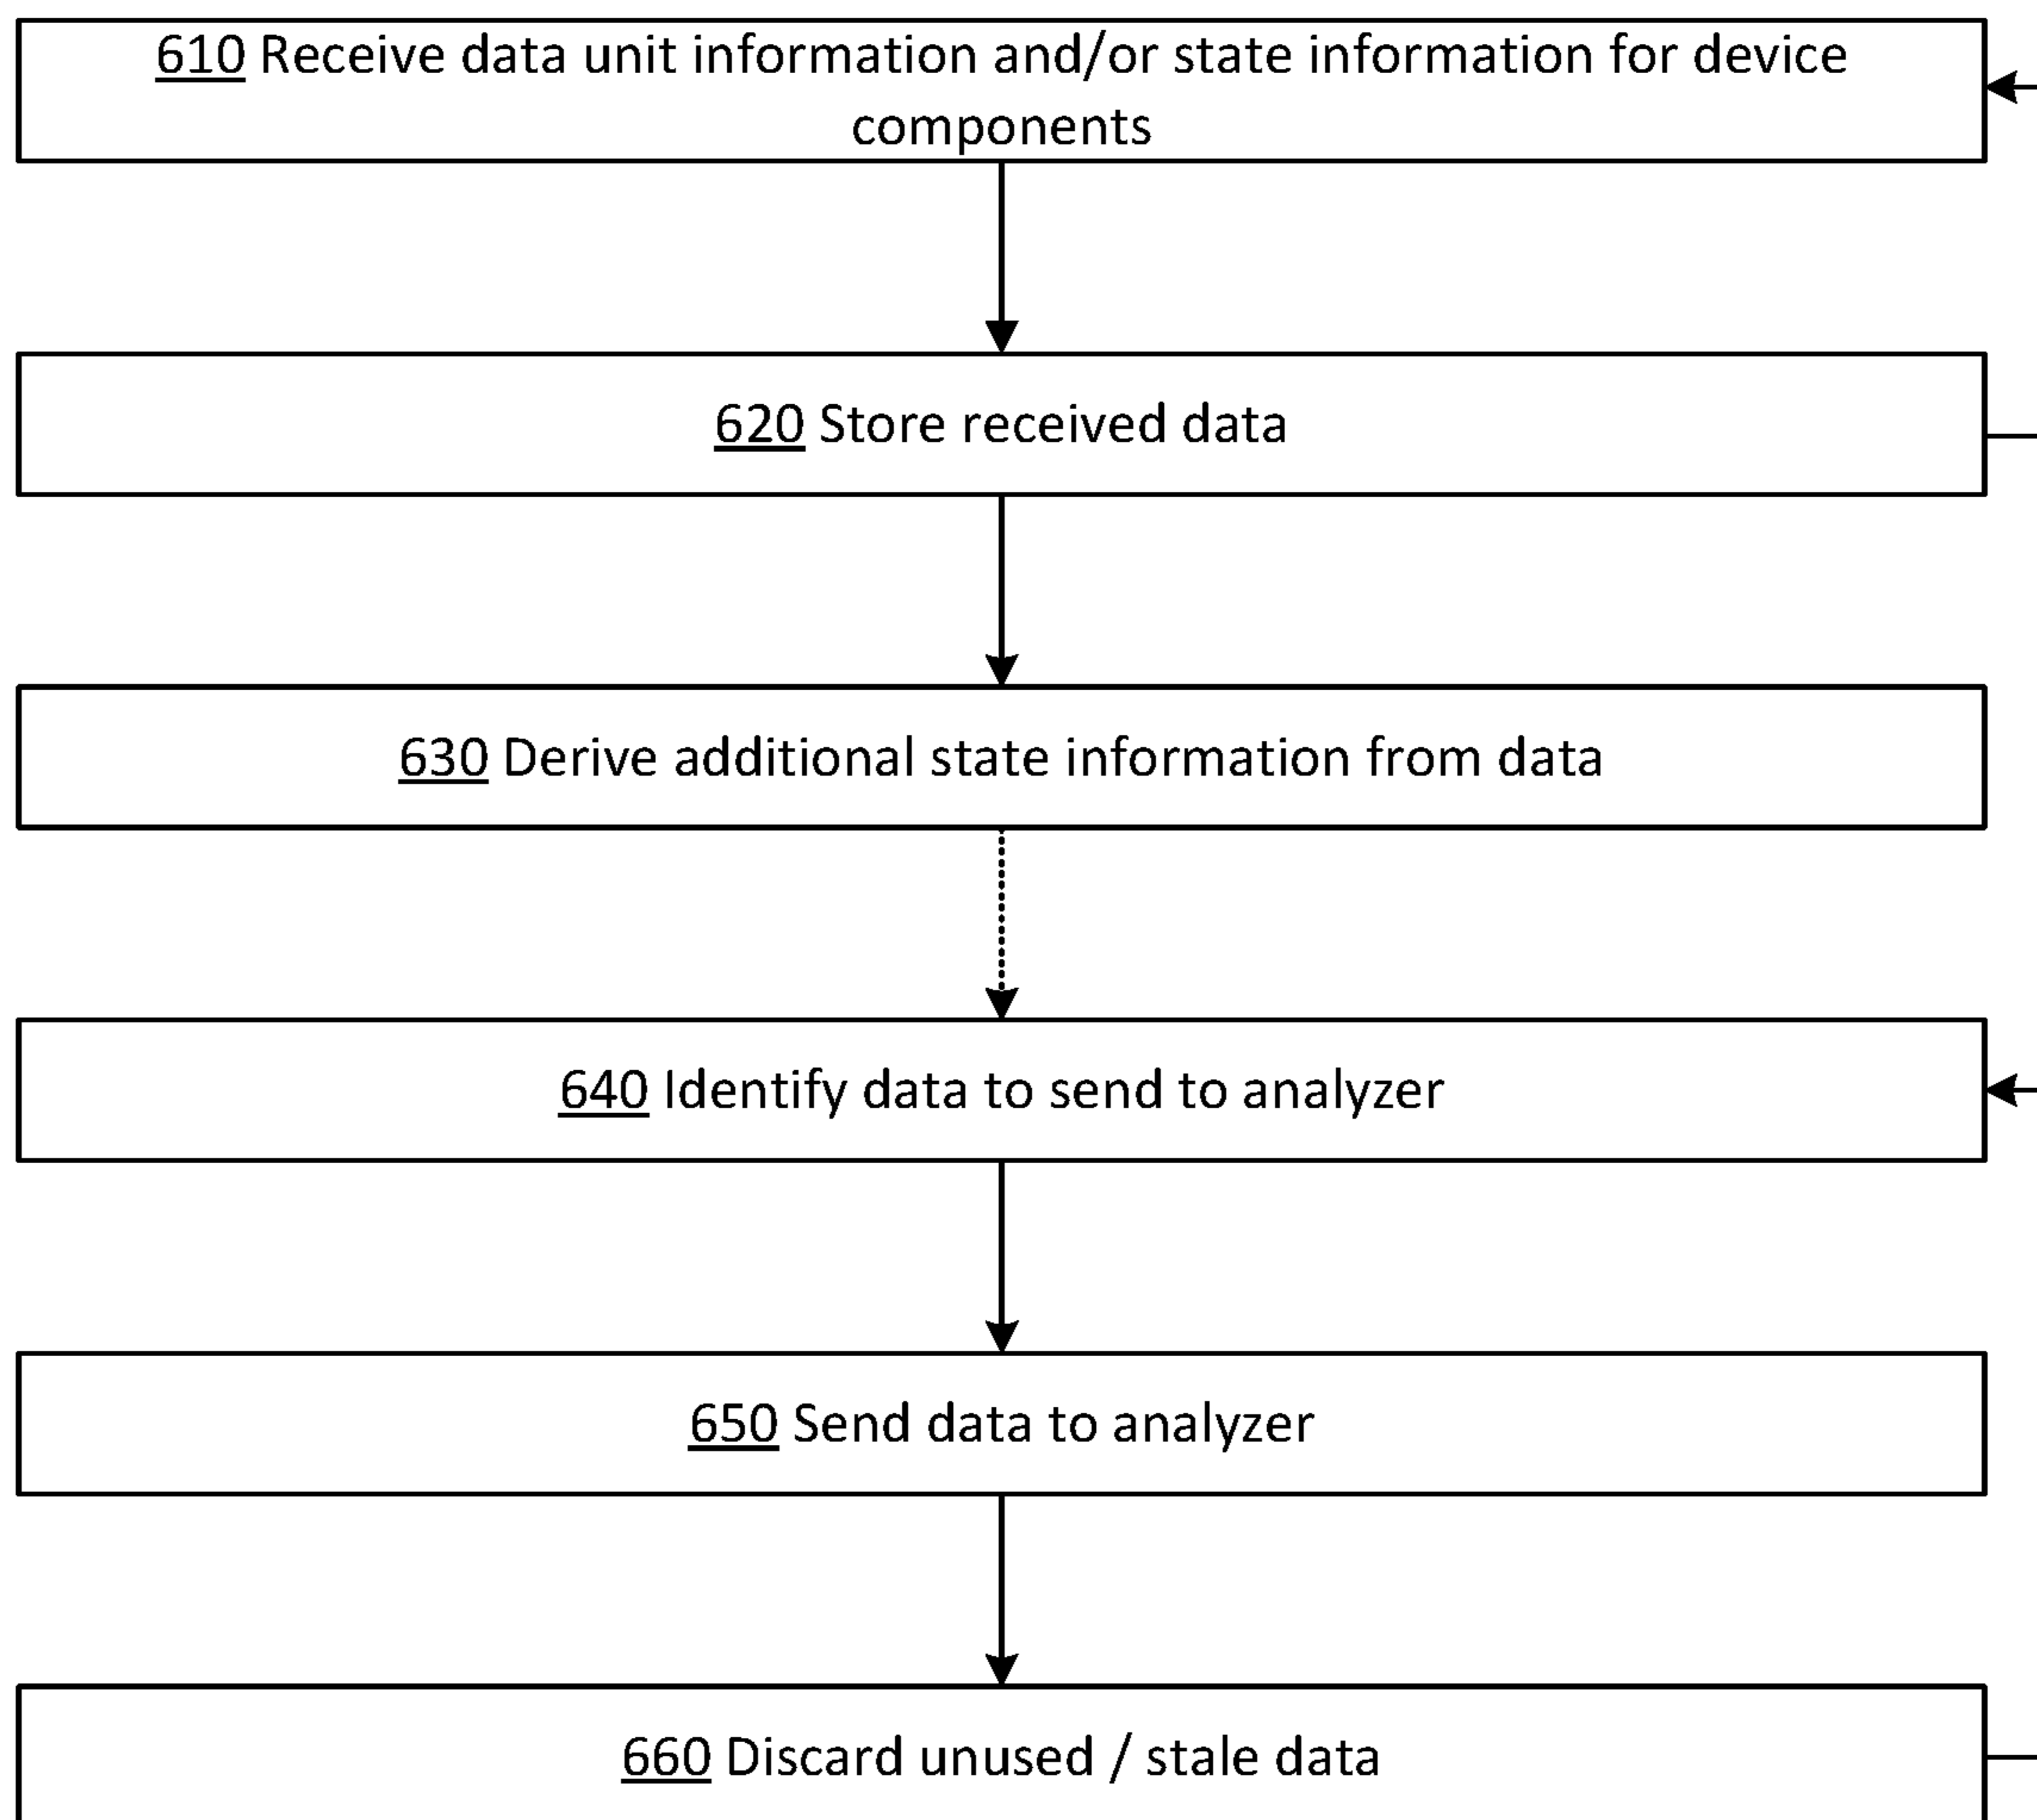 610 Receive data unit information and/or state information for device
components
620 Store received data
630 Derive additional state information from data
640 Identify data to send to analyzer
650 Send data to analyzer
660 Discard unused / stale data